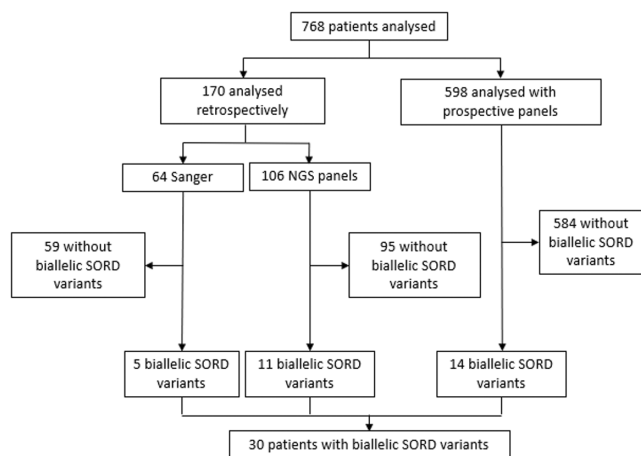 768 patients analysed
170 analysed
retrospectively
598 analysed with
prospective panels
64 Sanger
106 NGS panels
59 without
biallelic SORD
variants
95 without
biallelic SORD
variants
584 without
biallelic SORD
variants
5 biallelic SORD
variants
11 biallelic SORD
variants
14 biallelic SORD
variants
30 patients with biallelic SORD variants